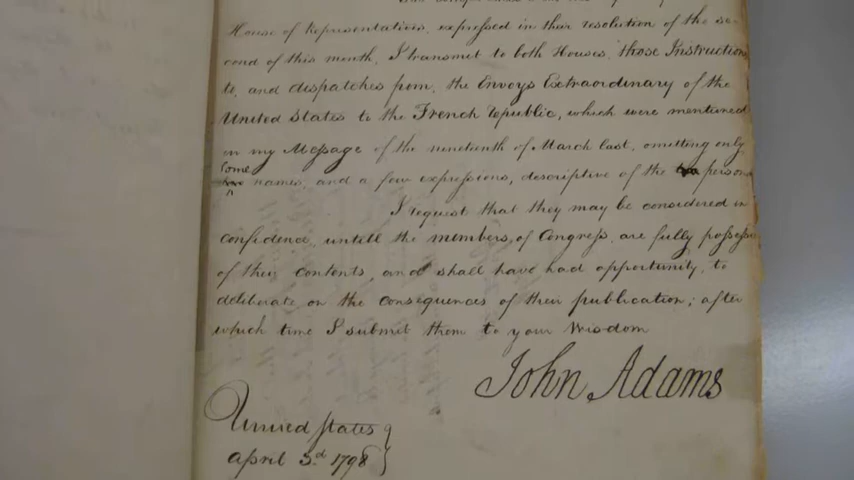 House of Representatives, expressed in their resolution of the se-
cond of this month, I transmit to both Houses, those Instructions
to, and dispatches from, the Envoys Extraordinary of the
United States to the French Republic, which were mentioned
in my Message of the nineteenth of March last, omitting only
some
names, and a few expressions, descriptive of the persons
I request that they may be considered in
confidence, untill the members of Congress, are fully possessed
of their contents, and shall have had opportunity, to
deliberate on the consequences of their publication; after
which time I submit them to your Wisdom
John Adams
United States
April 3d 1798